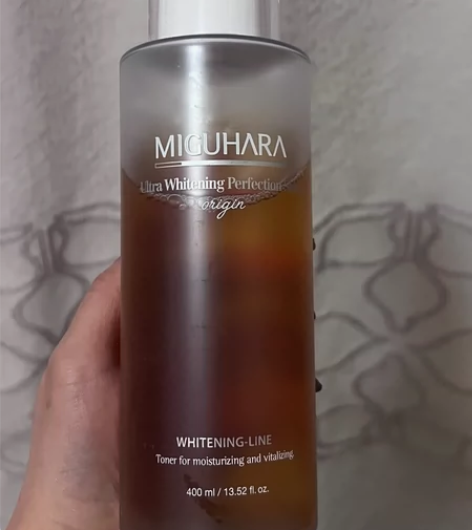 MIGUHARA
Ultra Whitening Perfection
origin
WHITENING-LINE
Toner for moisturizing and vitalizing.
400 ml / 13.52 fl. oz.